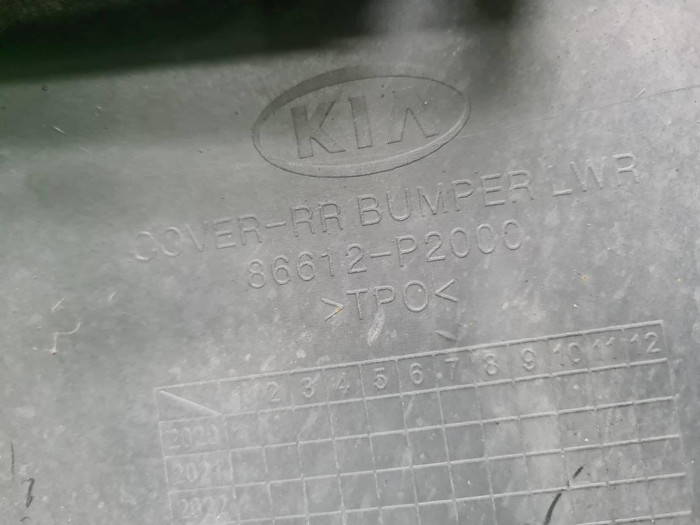 KIA
COVER-RR BUMPER LWR
86612-P2000
>TPO<
1 2 3 4 5 6 7 8 9 10 11 12
2020
2021
2022